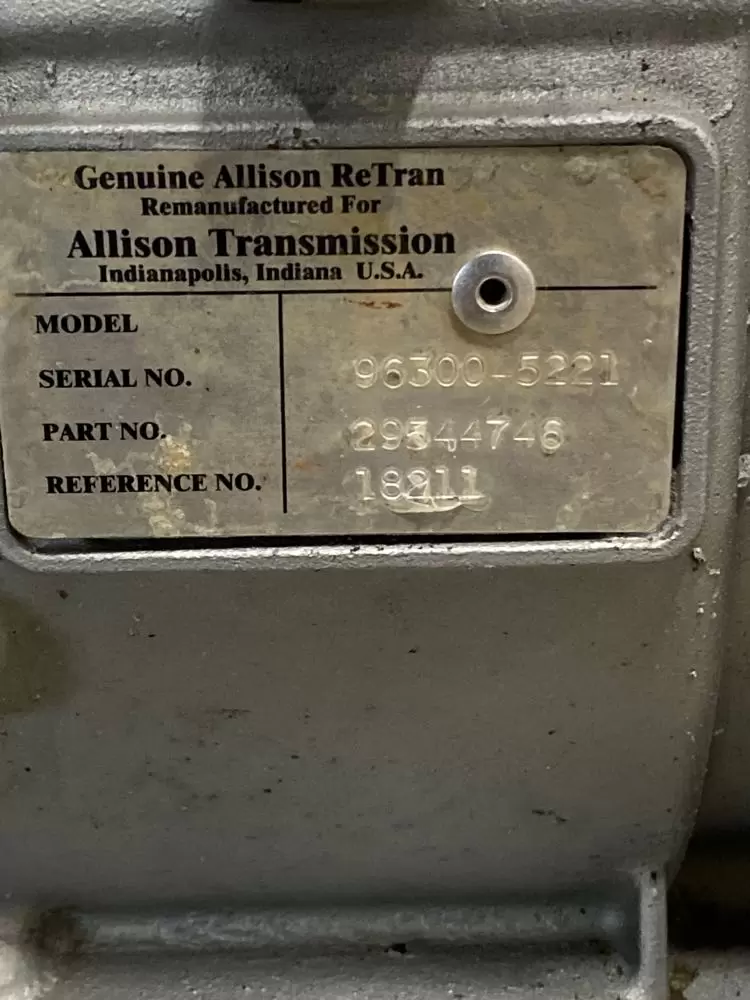 Genuine Allison ReTran
Remanufactured For
Allison Transmission
Indianapolis, Indiana U.S.A.
MODEL
SERIAL NO. 96300-5221
PART NO. 29544746
REFERENCE NO. 18211